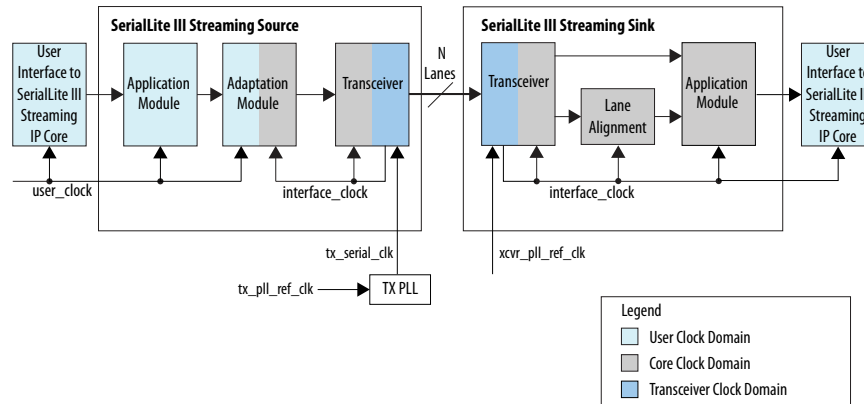 SerialLite III Streaming Source
SerialLite III Streaming Sink
User
Interface to
SerialLite III
Streaming
IP Core
Application
Module
Adaptation
Module
Transceiver
N
Lanes
Transceiver
Lane
Alignment
Application
Module
User
Interface to
SerialLite III
Streaming
IP Core
user_clock
interface_clock
interface_clock
tx_serial_clk
xcvr_pll_ref_clk
tx_pll_ref_clk
TX PLL
Legend
User Clock Domain
Core Clock Domain
Transceiver Clock Domain